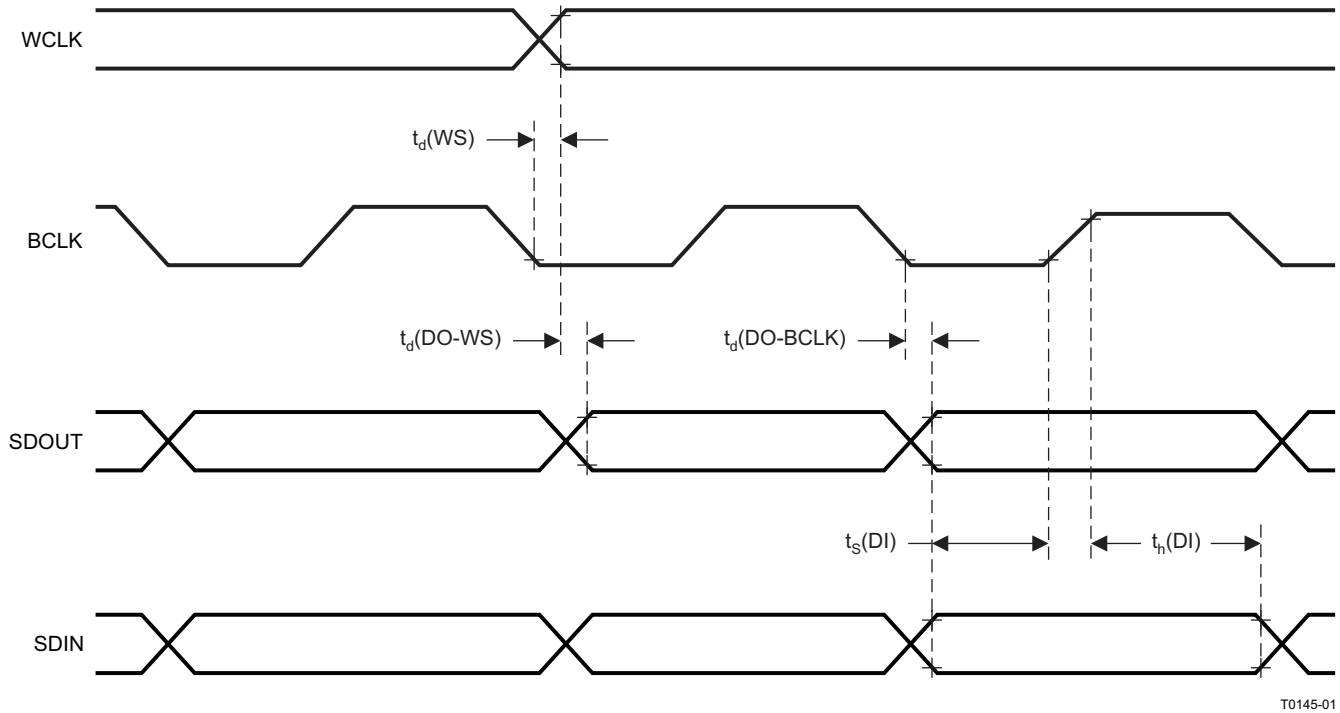 WCLK
td(WS)
BCLK
td(DO-WS)
td(DO-BCLK)
SDOUT
tS(DI)
th(DI)
SDIN
T0145-01